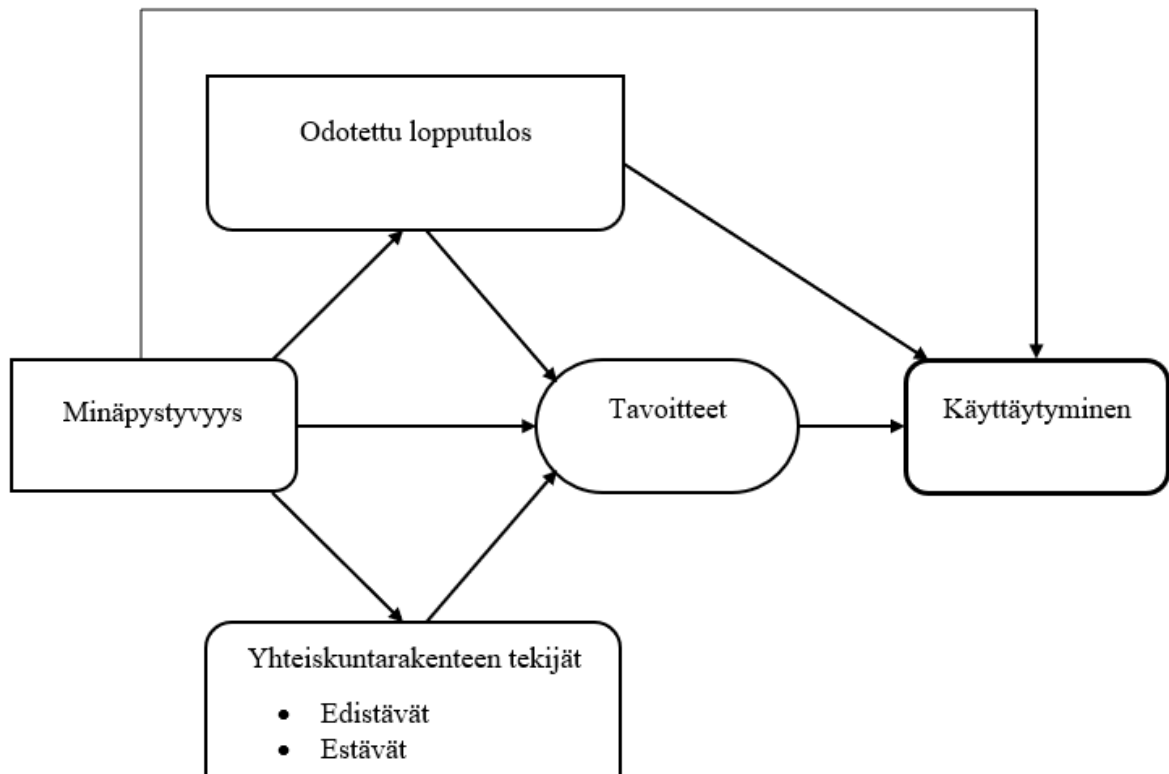 Odotettu lopputulos
Minäpystyvyys
Tavoitteet
Käyttäytyminen
Yhteiskuntarakenteen tekijät
• Edistävät
• Estävät